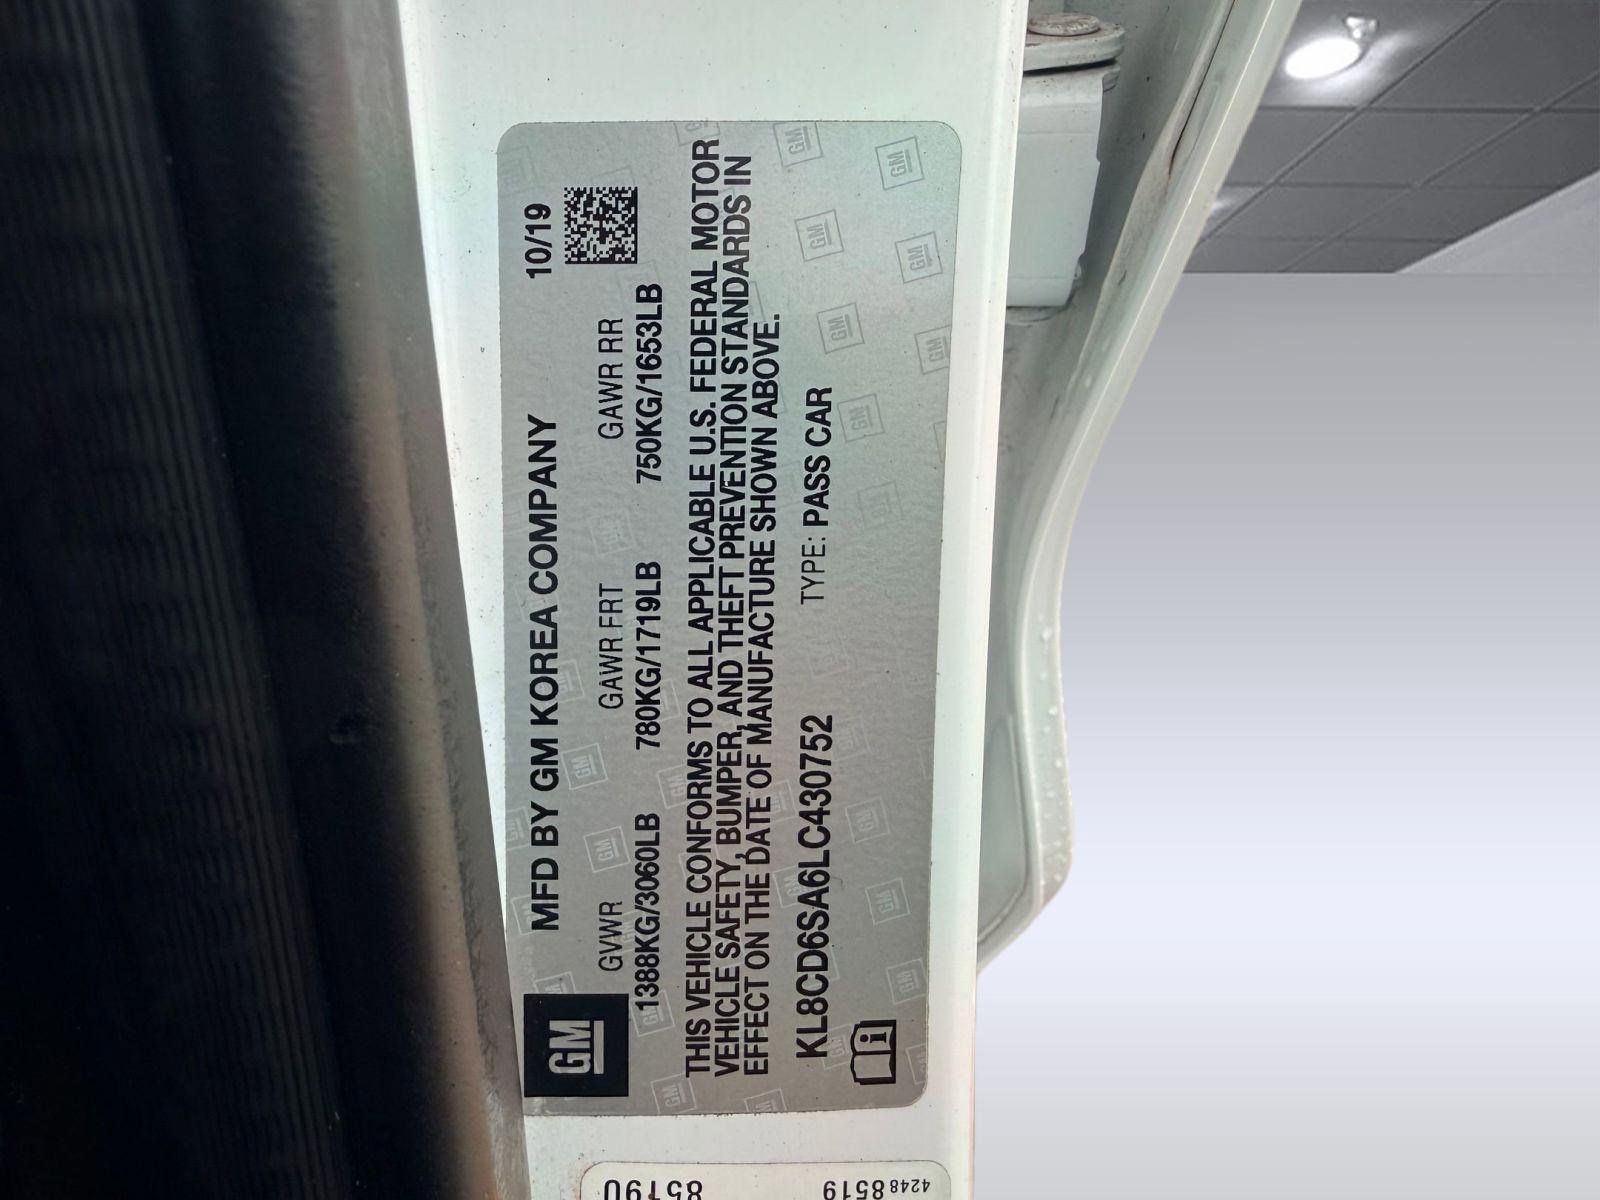 GM
MFD BY GM KOREA COMPANY 10/19
GVWR GAWR FRT GAWR RR
1388KG/3060LB 780KG/1719LB 750KG/1653LB
THIS VEHICLE CONFORMS TO ALL APPLICABLE U.S. FEDERAL MOTOR
VEHICLE SAFETY, BUMPER, AND THEFT PREVENTION STANDARDS IN
EFFECT ON THE DATE OF MANUFACTURE SHOWN ABOVE.
KL8CD6SA6LC430752 TYPE: PASS CAR
4248 8519